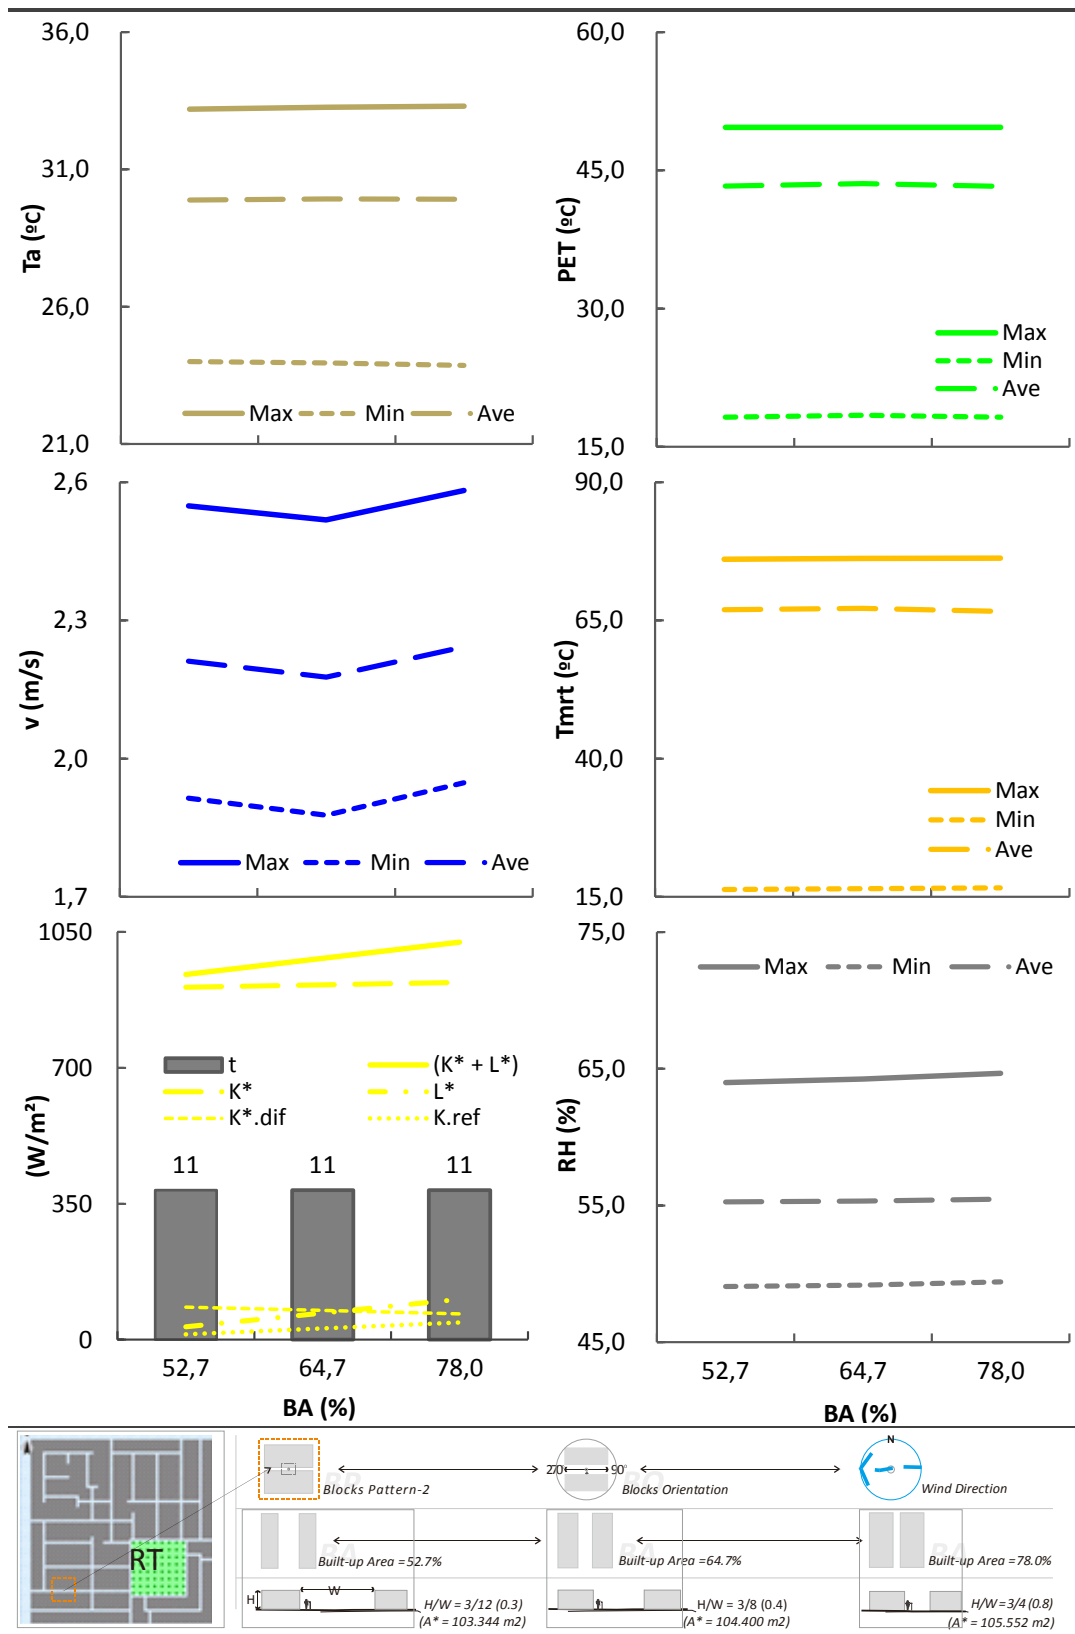 36,0
31,0
26,0
21,0
Ta (ºC)
Max Min Ave
60,0
45,0
30,0
15,0
PET (ºC)
Max
Min
Ave
2,6
2,3
2,0
1,7
v (m/s)
Max Min Ave
90,0
65,0
40,0
15,0
Tmrt (ºC)
Max
Min
Ave
1050
700
350
0
(W/m²)
t (K* + L*)
K* L*
K*.dif K.ref
11 11 11
52,7 64,7 78,0
BA (%)
75,0
65,0
55,0
45,0
RH (%)
Max Min Ave
52,7 64,7 78,0
BA (%)
RT
BP
Blocks Pattern-2
270° 90°
BO
Blocks Orientation
N
Wind Direction
BA
Built-up Area =52.7%
BA
Built-up Area =64.7%
BA
Built-up Area =78.0%
H W
H/W = 3/12 (0.3)
(A* = 103.344 m2)
H/W = 3/8 (0.4)
(A* = 104.400 m2)
H/W =3/4 (0.8)
(A* = 105.552 m2)